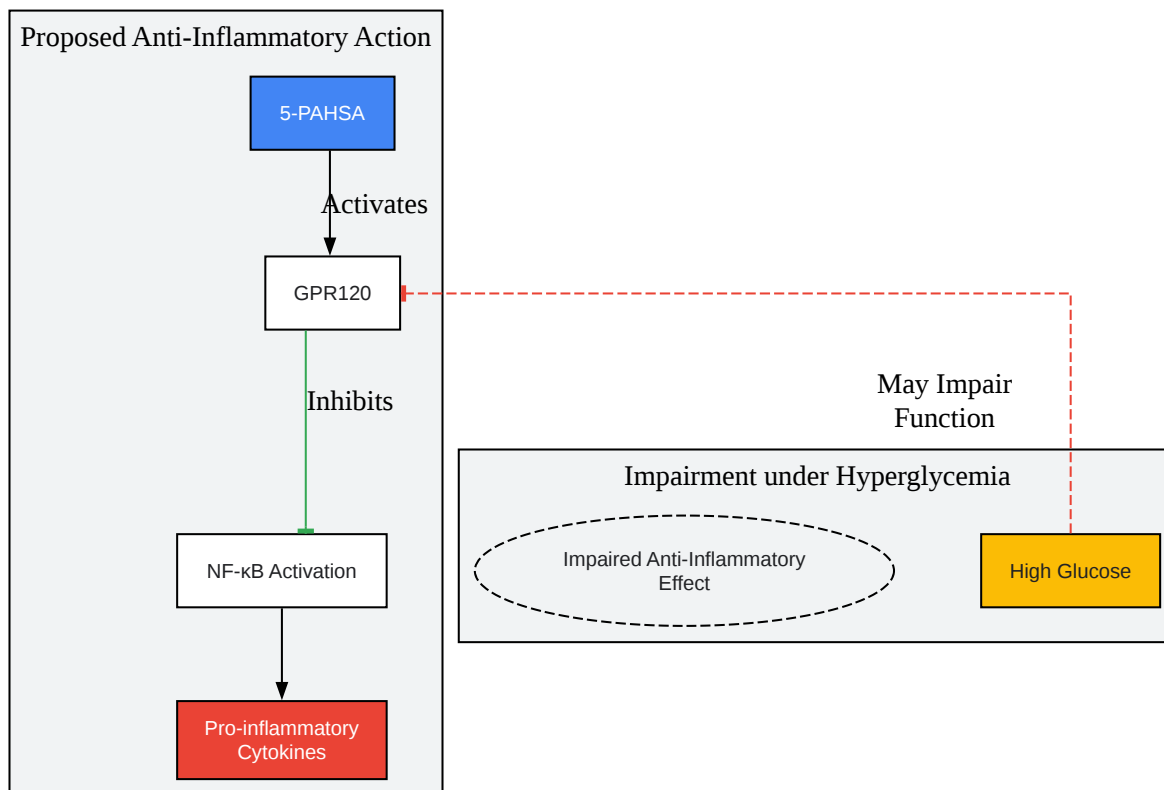 Proposed Anti-Inflammatory Action
5-PAHSA
Activates
GPR120
Inhibits
NF-κB Activation
Pro-inflammatory
Cytokines
May Impair
Function
Impairment under Hyperglycemia
Impaired Anti-Inflammatory
Effect
High Glucose